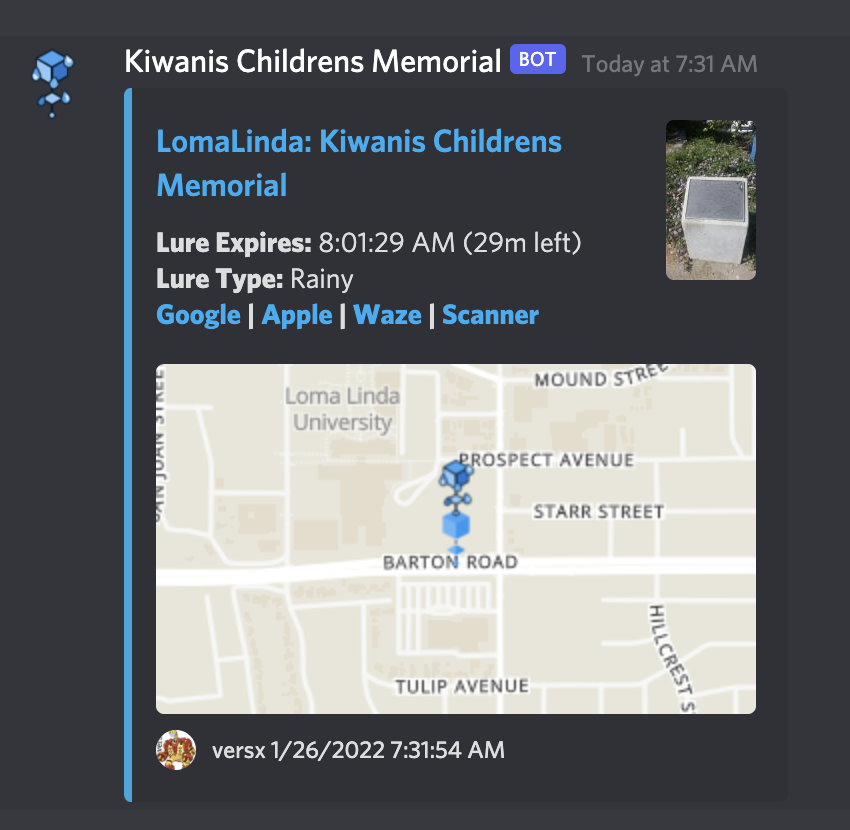 Kiwanis Childrens Memorial BOT Today at 7:31 AM
LomaLinda: Kiwanis Childrens
Memorial
Lure Expires: 8:01:29 AM (29m left)
Lure Type: Rainy
Google | Apple | Waze | Scanner
MOUND STREE
Loma Linda
University
SAN JUAN STREE
PROSPECT AVENUE
STARR STREET
BARTON ROAD
HILLCREST S
TULIP AVENUE
versx 1/26/2022 7:31:54 AM